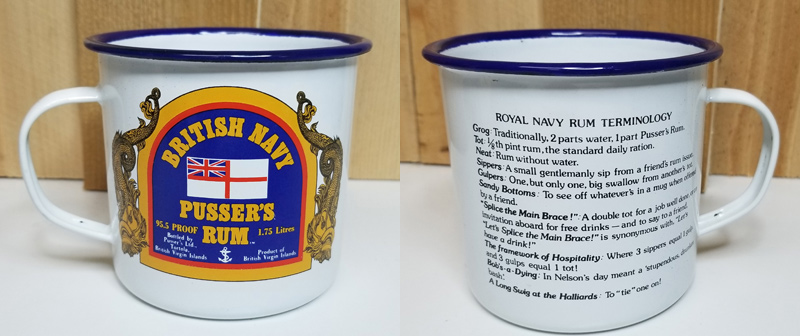 BRITISH NAVY
PUSSER'S
RUM
95.5 PROOF
1.75 Litres
Bottled by
Pusser's Ltd.,
Tortola
British Virgin Islands
Product of
British Virgin Islands
ROYAL NAVY RUM TERMINOLOGY
Grog: Traditionally, 2 parts water, 1 part Pusser's Rum.
Tot: 1/8th pint rum, the standard daily ration.
Neat: Rum without water.
Sippers: A small gentlemanly sip from a friend's rum issue.
Gulpers: One, but only one, big swallow from another's tot.
Sandy Bottoms: To see off whatever's in a mug when offered
by a friend.
"Splice the Main Brace!": A double tot for a job well done, or an
invitation aboard for free drinks — and to say to a friend
"Let's Splice the Main Brace!" is synonymous with "Let's
have a drink!"
The framework of Hospitality: Where 3 sippers equal 1 gulp
and 3 gulps equal 1 tot!
Bob's-a-Dying: In Nelson's day meant a 'stupendous,
bash'.
A Long Swig at the Halliards: To "tie" one on!